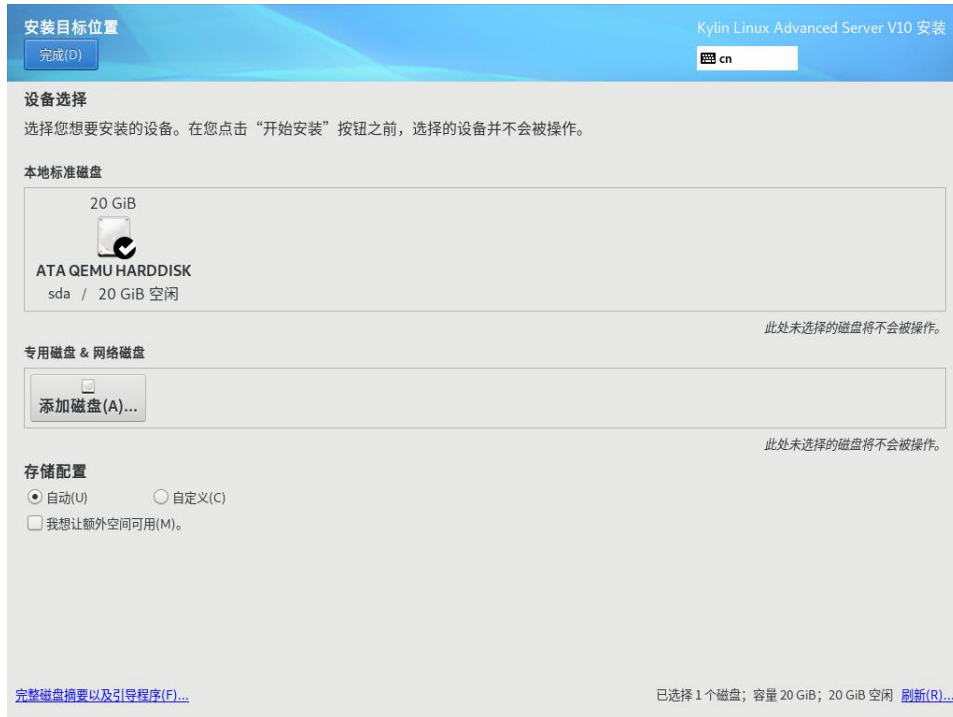 安装目标位置
Kylin Linux Advanced Server V10 安装
完成(D)
cn
设备选择
选择您想要安装的设备。在您点击“开始安装”按钮之前，选择的设备并不会被操作。
本地标准磁盘
20 GiB
ATA QEMU HARDDISK
sda / 20 GiB 空闲
此处未选择的磁盘将不会被操作。
专用磁盘 & 网络磁盘
添加磁盘(A)...
此处未选择的磁盘将不会被操作。
存储配置
自动(U) 自定义(C)
我想让额外空间可用(M)。
完整磁盘摘要以及引导程序(F)... 已选择 1 个磁盘；容量 20 GiB；20 GiB 空闲 刷新(R)...